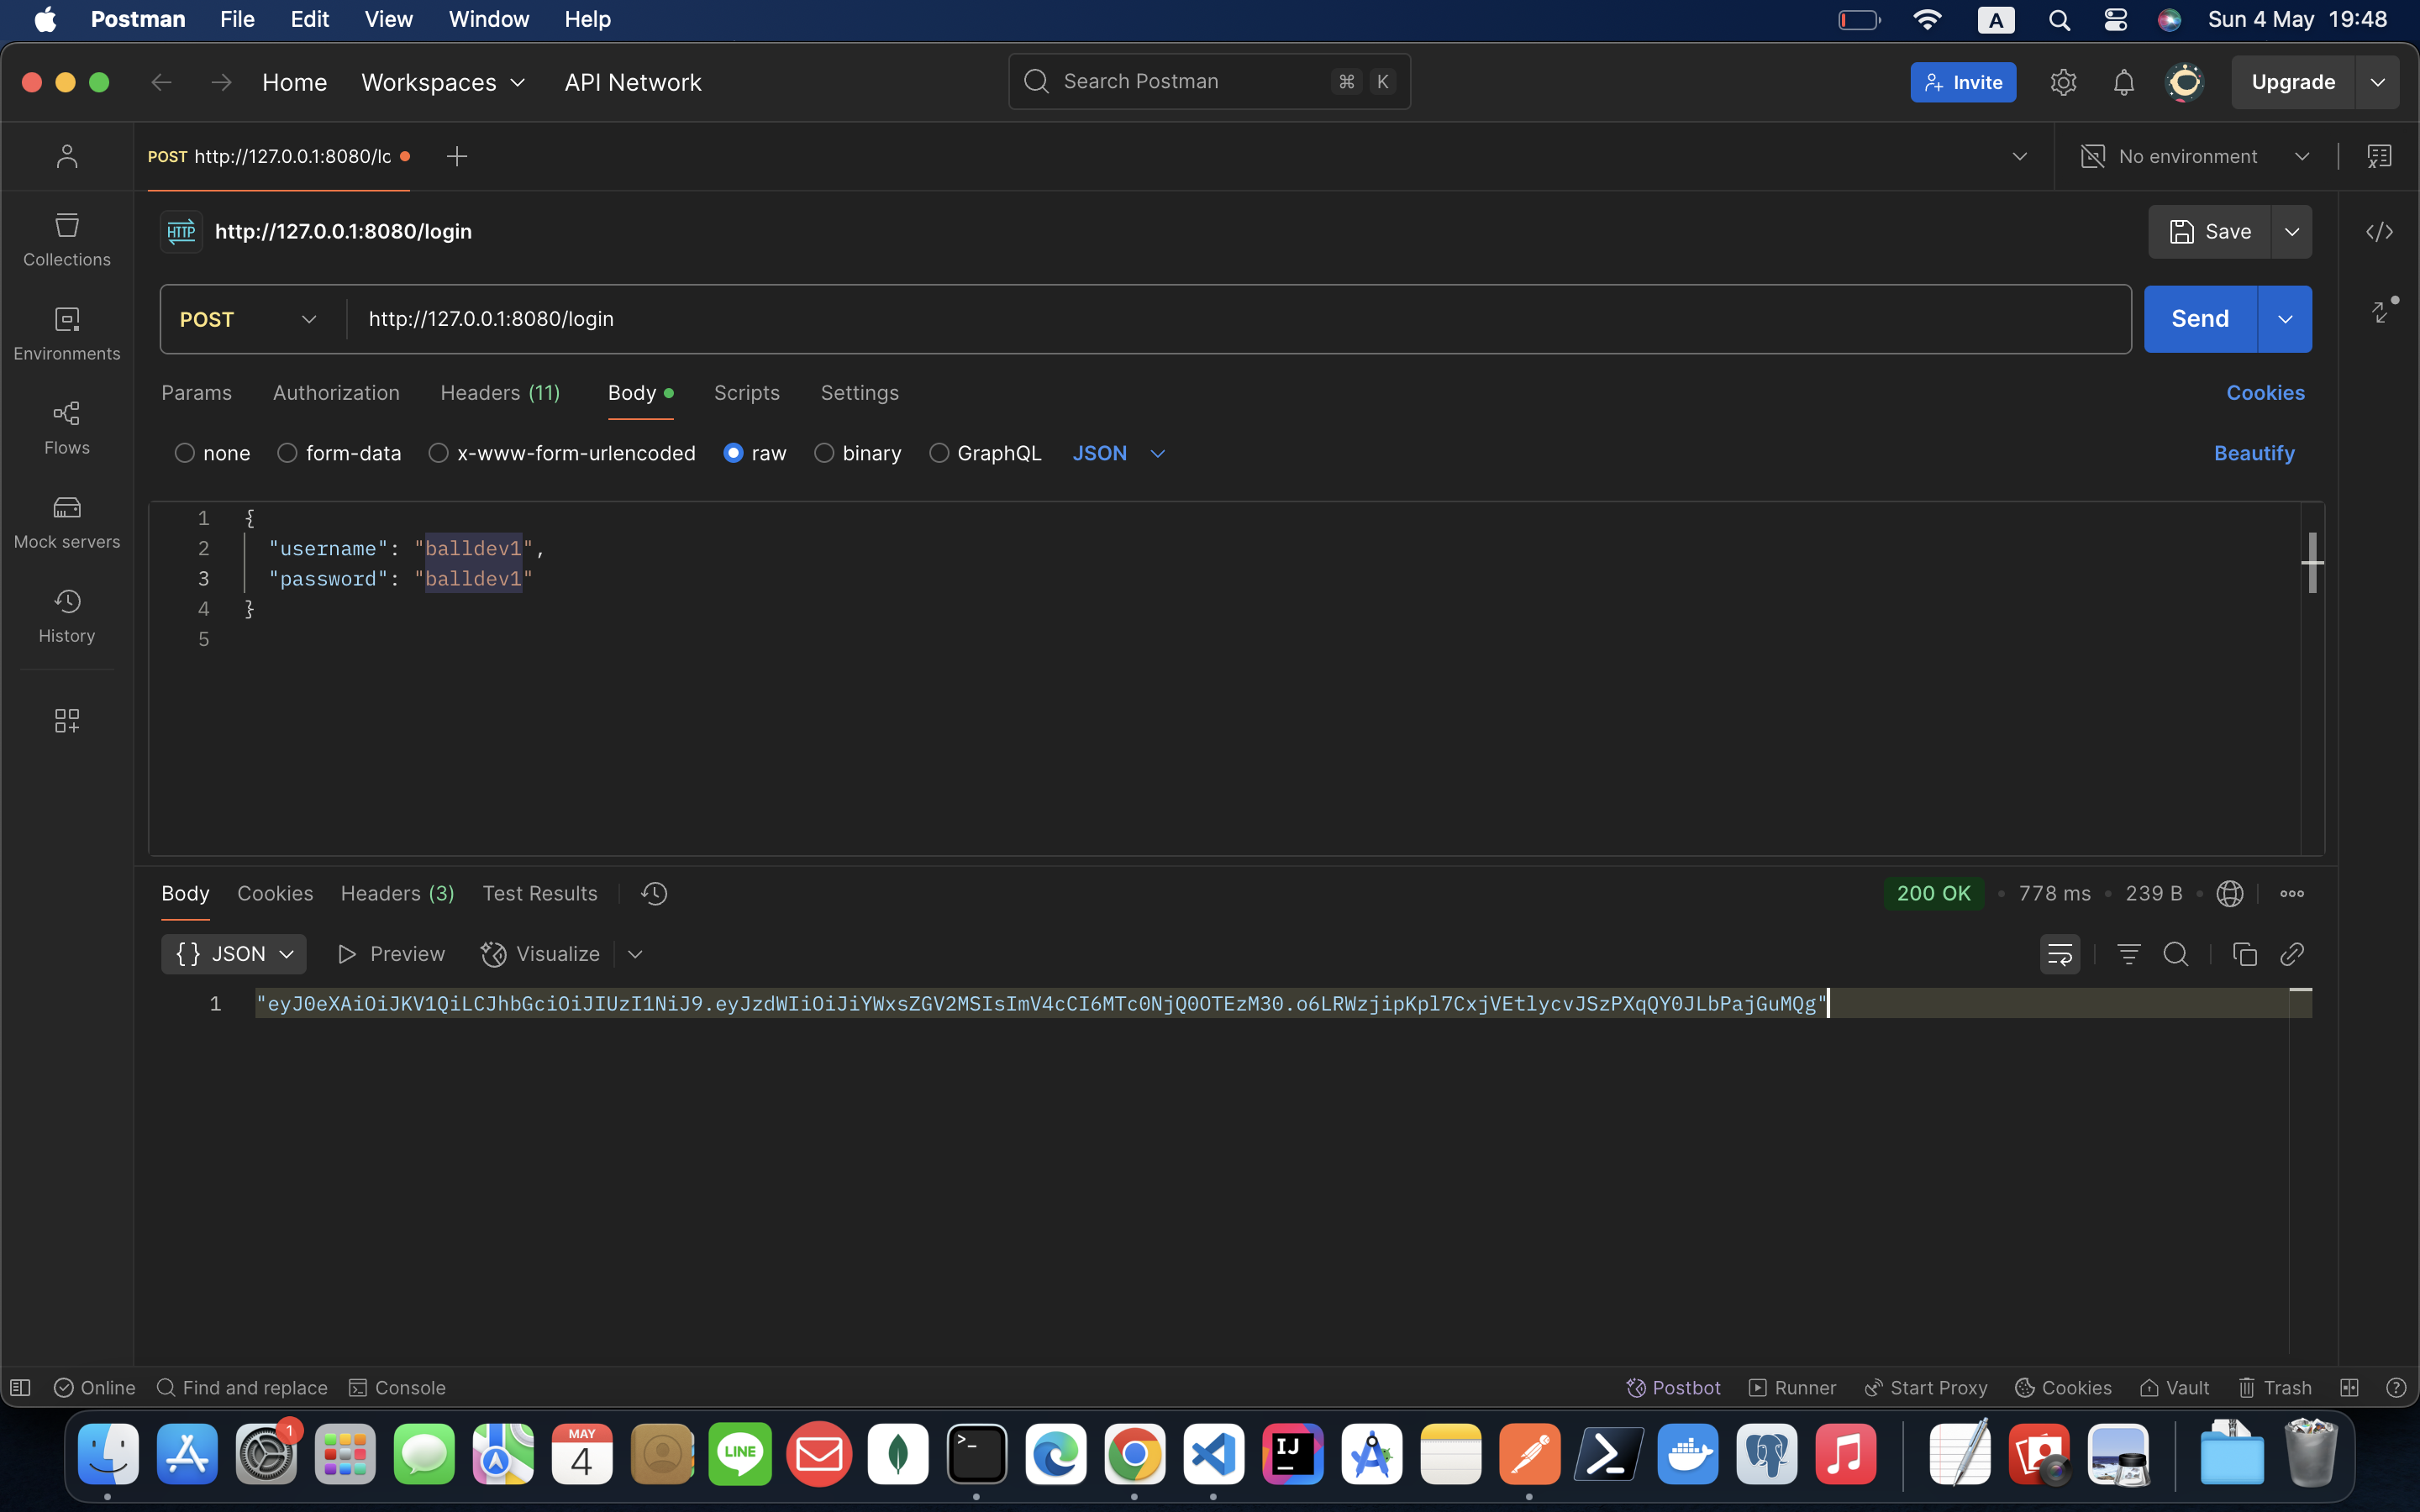 Postman File Edit View Window Help A Sun 4 May 19:48
Home Workspaces API Network Search Postman ⌘ K Invite Upgrade
POST http://127.0.0.1:8080/lc No environment
HTTP http://127.0.0.1:8080/login Save
Collections
POST http://127.0.0.1:8080/login Send
Environments
Params Authorization Headers (11) Body Scripts Settings Cookies
Flows
none form-data x-www-form-urlencoded raw binary GraphQL JSON Beautify
1 {
2 "username": "balldev1",
3 "password": "balldev1"
4 }
5
Mock servers
History
Body Cookies Headers (3) Test Results 200 OK • 778 ms • 239 B
{} JSON Preview Visualize
1 "eyJ0eXAiOiJKV1QiLCJhbGciOiJIUzI1NiJ9.eyJzdWIiOiJiYWxsZGV2MSIsImV4cCI6MTc0NjQ0OTEzM30.o6LRWzjipKpl7CxjVEtlycvJSzPXqQY0JLbPajGuMQg"
Online Find and replace Console Postbot Runner Start Proxy Cookies Vault Trash
1 MAY 4 LINE >_ IJ